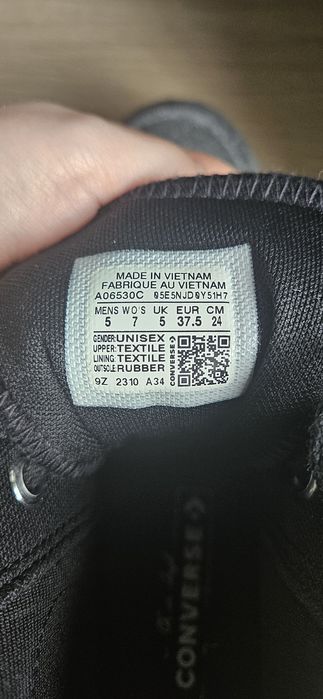 MADE IN VIETNAM
FABRIQUE AU VIETNAM
A06530C 05E5NJD0Y51H7
MENS WO'S UK EUR CM
5 7 5 37.5 24
GENDER:UNISEX
UPPER:TEXTILE
LINING:TEXTILE
OUTSOLE:RUBBER
9Z 2310 A34
CONVERSE
CONVERSE